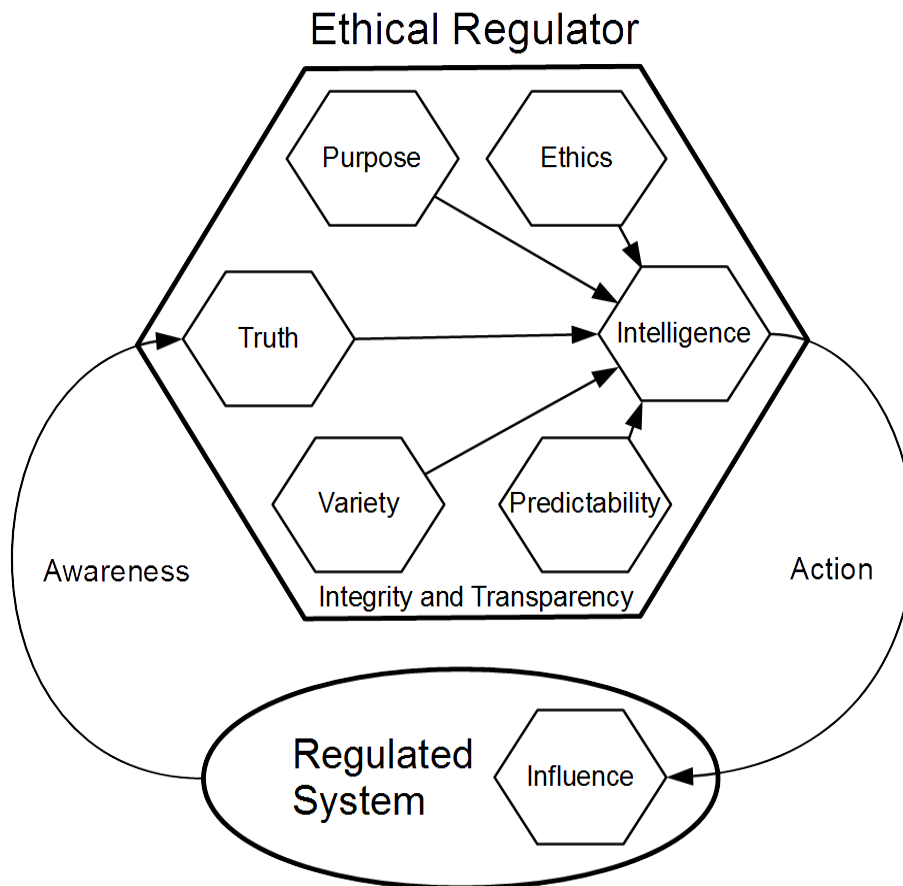 Ethical Regulator
Purpose
Ethics
Truth
Intelligence
Variety
Predictability
Integrity and Transparency
Awareness
Action
Regulated
System
Influence